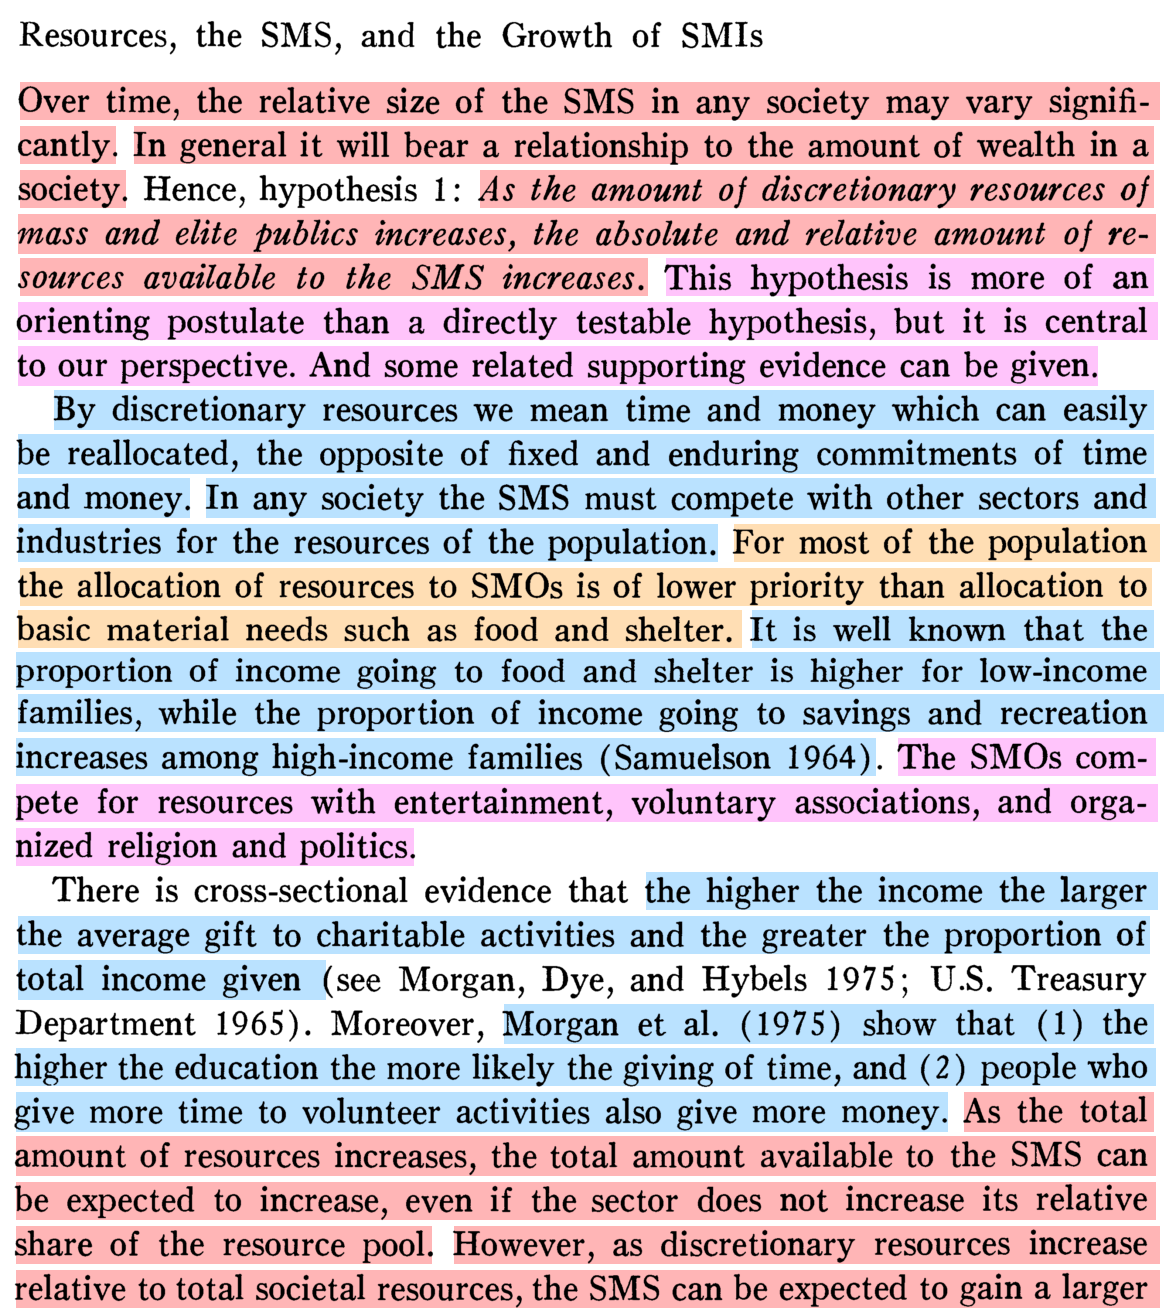 Resources, the SMS, and the Growth of SMIs
Over time, the relative size of the SMS in any society may vary signifi-
cantly. In general it will bear a relationship to the amount of wealth in a
society. Hence, hypothesis 1: As the amount of discretionary resources of
mass and elite publics increases, the absolute and relative amount of re-
sources available to the SMS increases. This hypothesis is more of an
orienting postulate than a directly testable hypothesis, but it is central
to our perspective. And some related supporting evidence can be given.
By discretionary resources we mean time and money which can easily
be reallocated, the opposite of fixed and enduring commitments of time
and money. In any society the SMS must compete with other sectors and
industries for the resources of the population. For most of the population
the allocation of resources to SMOs is of lower priority than allocation to
basic material needs such as food and shelter. It is well known that the
proportion of income going to food and shelter is higher for low-income
families, while the proportion of income going to savings and recreation
increases among high-income families (Samuelson 1964). The SMOs com-
pete for resources with entertainment, voluntary associations, and orga-
nized religion and politics.
There is cross-sectional evidence that the higher the income the larger
the average gift to charitable activities and the greater the proportion of
total income given (see Morgan, Dye, and Hybels 1975; U.S. Treasury
Department 1965). Moreover, Morgan et al. (1975) show that (1) the
higher the education the more likely the giving of time, and (2) people who
give more time to volunteer activities also give more money. As the total
amount of resources increases, the total amount available to the SMS can
be expected to increase, even if the sector does not increase its relative
share of the resource pool. However, as discretionary resources increase
relative to total societal resources, the SMS can be expected to gain a larger